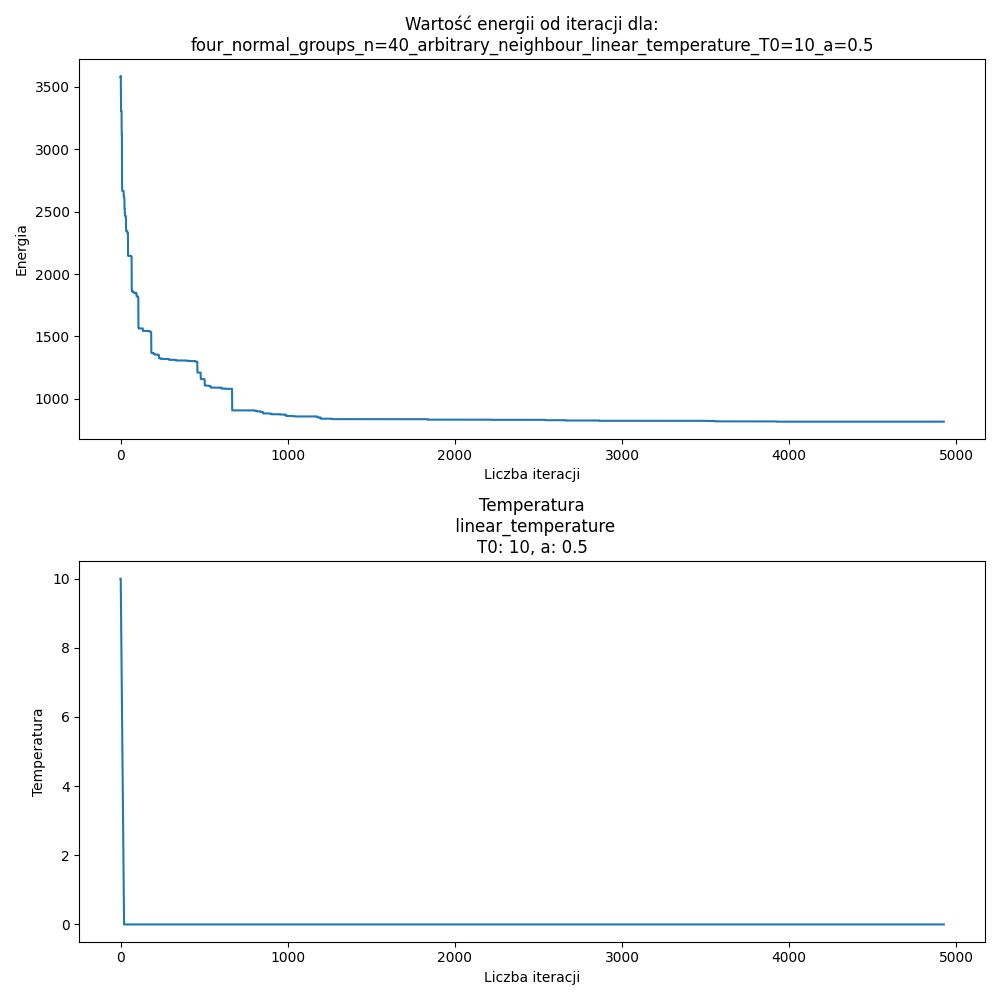 Wartość energii od iteracji dla:
four_normal_groups_n=40_arbitrary_neighbour_linear_temperature_T0=10_a=0.5
3500
3000
2500
2000
1500
1000
Energia
0 1000 2000 3000 4000 5000
Liczba iteracji
Temperatura
linear_temperature
T0: 10, a: 0.5
10
8
6
4
2
0
Temperatura
0 1000 2000 3000 4000 5000
Liczba iteracji